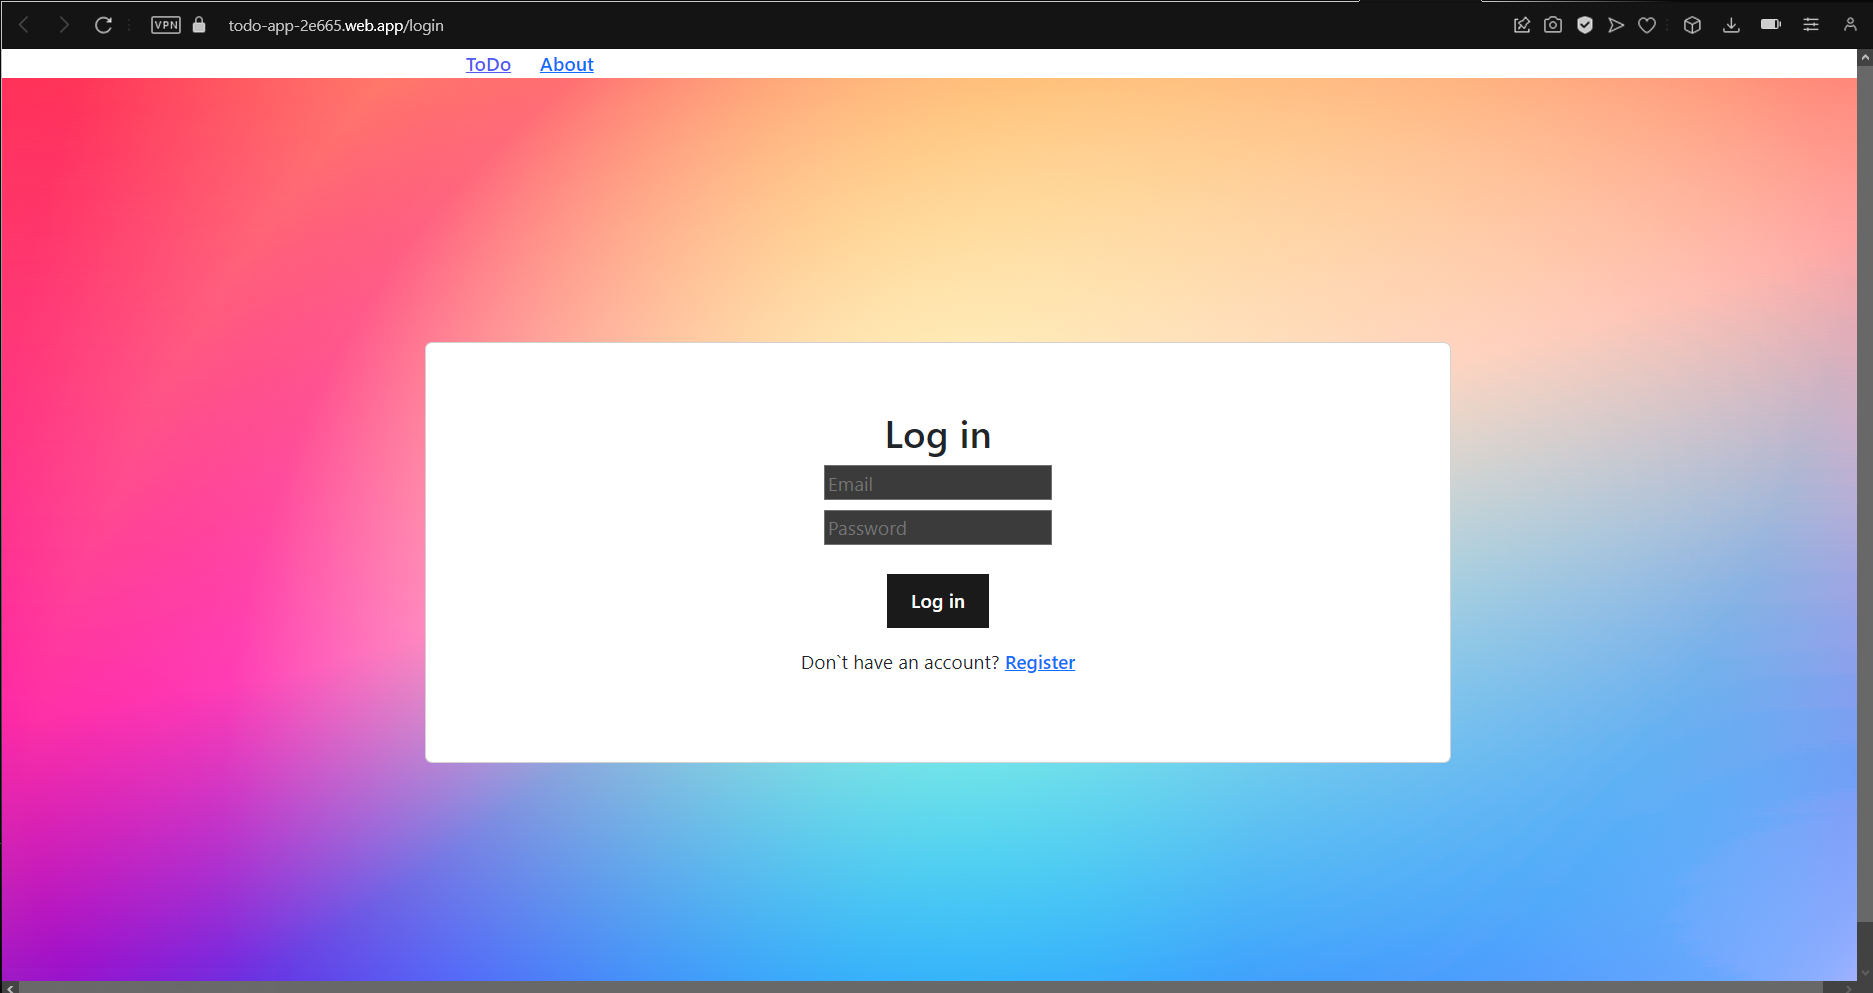 VPN todo-app-2e665.web.app/login
ToDo About
Log in
Email
Password
Log in
Don`t have an account? Register